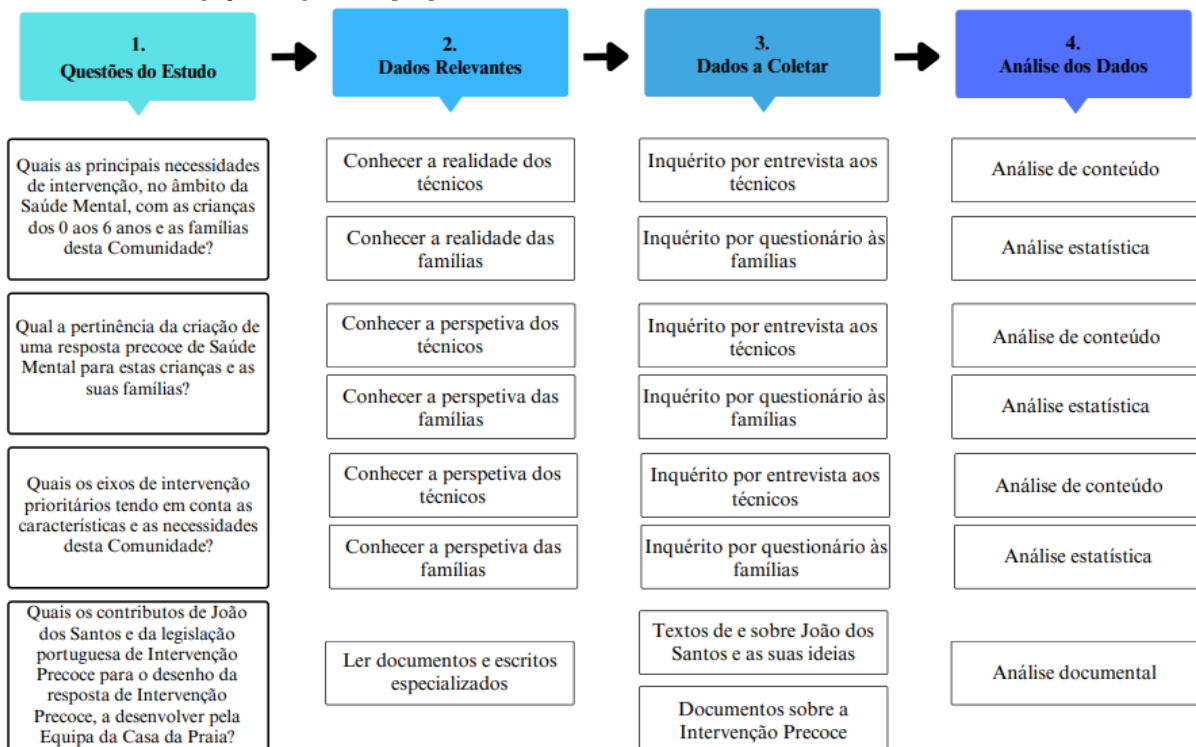 1.
Questões do Estudo
2.
Dados Relevantes
3.
Dados a Coletar
4.
Análise dos Dados
Quais as principais necessidades
de intervenção, no âmbito da
Saúde Mental, com as crianças
dos 0 aos 6 anos e as famílias
desta Comunidade?
Conhecer a realidade dos
técnicos
Inquérito por entrevista aos
técnicos
Análise de conteúdo
Conhecer a realidade das
famílias
Inquérito por questionário às
famílias
Análise estatística
Qual a pertinência da criação de
uma resposta precoce de Saúde
Mental para estas crianças e as
suas famílias?
Conhecer a perspetiva dos
técnicos
Inquérito por entrevista aos
técnicos
Análise de conteúdo
Conhecer a perspetiva das
famílias
Inquérito por questionário às
famílias
Análise estatística
Quais os eixos de intervenção
prioritários tendo em conta as
características e as necessidades
desta Comunidade?
Conhecer a perspetiva dos
técnicos
Inquérito por entrevista aos
técnicos
Análise de conteúdo
Conhecer a perspetiva das
famílias
Inquérito por questionário às
famílias
Análise estatística
Quais os contributos de João
dos Santos e da legislação
portuguesa de Intervenção
Precoce para o desenho da
resposta de Intervenção
Precoce, a desenvolver pela
Equipa da Casa da Praia?
Ler documentos e escritos
especializados
Textos de e sobre João dos
Santos e as suas ideias
Documentos sobre a
Intervenção Precoce
Análise documental